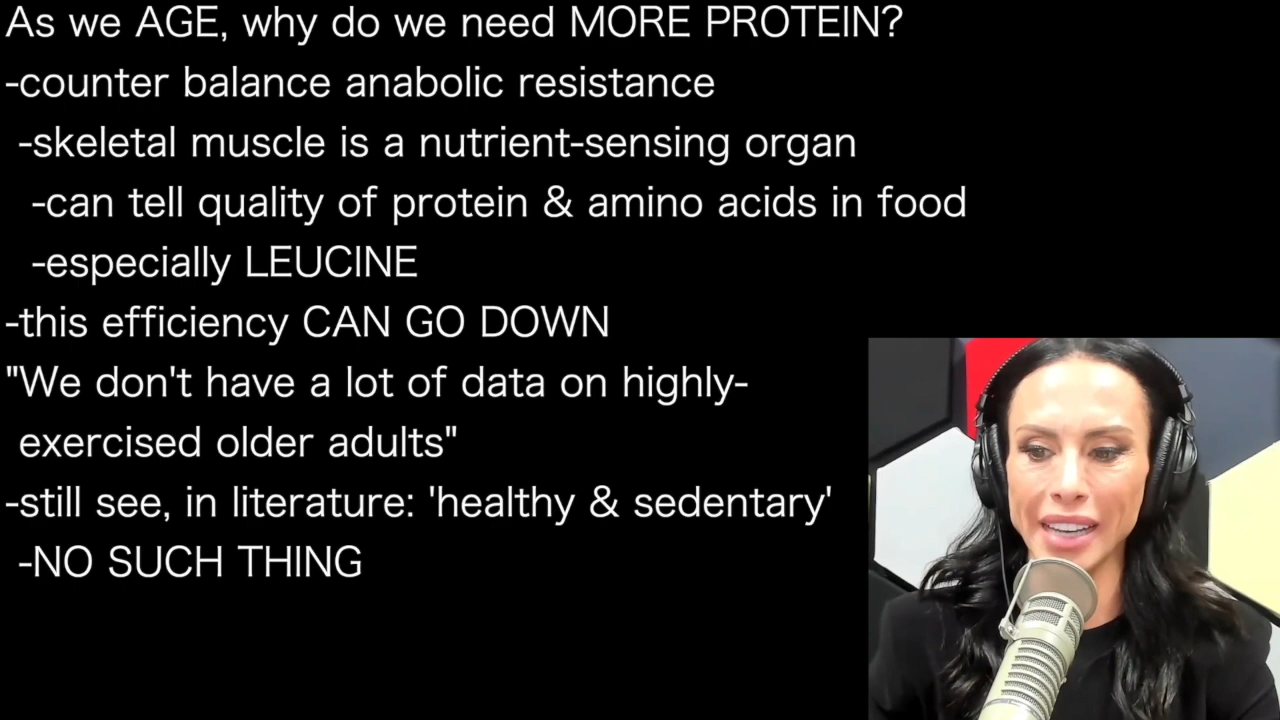 As we AGE, why do we need MORE PROTEIN?
-counter balance anabolic resistance
-skeletal muscle is a nutrient-sensing organ
-can tell quality of protein & amino acids in food
-especially LEUCINE
-this efficiency CAN GO DOWN
"We don't have a lot of data on highly-
exercised older adults"
-still see, in literature: 'healthy & sedentary'
-NO SUCH THING